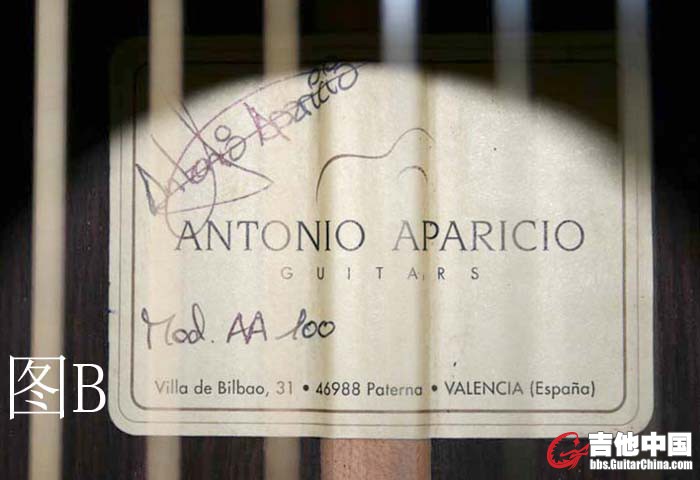 Antonio Aparicio
ANTONIO APARICIO
GUITARS
Mod. AA 100
Villa de Bilbao, 31 • 46988 Paterna • VALENCIA (España)
图B
吉他中国
bbs.GuitarChina.com